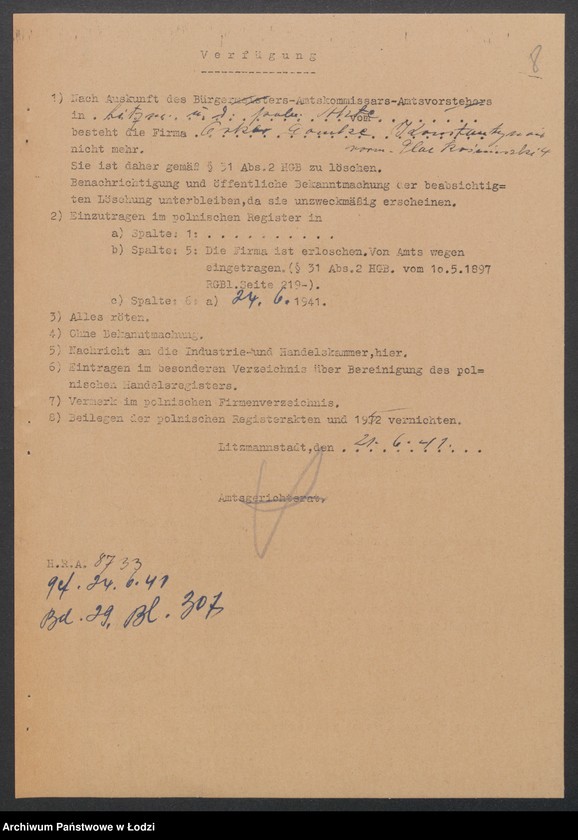 8
Verfügung
1) Nach Auskunft des Bürgermeisters-Amtskommissars-Amtsvorstehers
in . Litzm. u. d. vom
besteht die Firma
nicht mehr. vorm.
Sie ist daher gemäß § 31 Abs.2 HGB zu löschen.
Benachrichtigung und öffentliche Bekanntmachung der beabsichtig=
ten Löschung unterbleiben,da sie unzweckmäßig erscheinen.
2) Einzutragen im polnischen Register in
a) Spalte: 1: . . . . . . . . . . .
b) Spalte: 5: Die Firma ist erloschen.Von Amts wegen
eingetragen.(§ 31 Abs.2 HGB. vom 10.5.1897
RGBl.Seite 219-).
c) Spalte: 6: a) 24. 6. 1941.
3) Alles röten.
4) Ohne Bekanntmachung.
5) Nachricht an die Industrie-und Handelskammer,hier.
6) Eintragen im besonderen Verzeichnis über Bereinigung des pol=
nischen Handelsregisters.
7) Vermerk im polnischen Firmenverzeichnis.
8) Beilegen der polnischen Registerakten und 1952 vernichten.
Litzmannstadt,den 21. 6. 41.
Amtsgerichtsrat.
H.R.A. 8733
gef. 24. 6. 41
Bd. 29, Bl. 307
Archiwum Państwowe w Łodzi